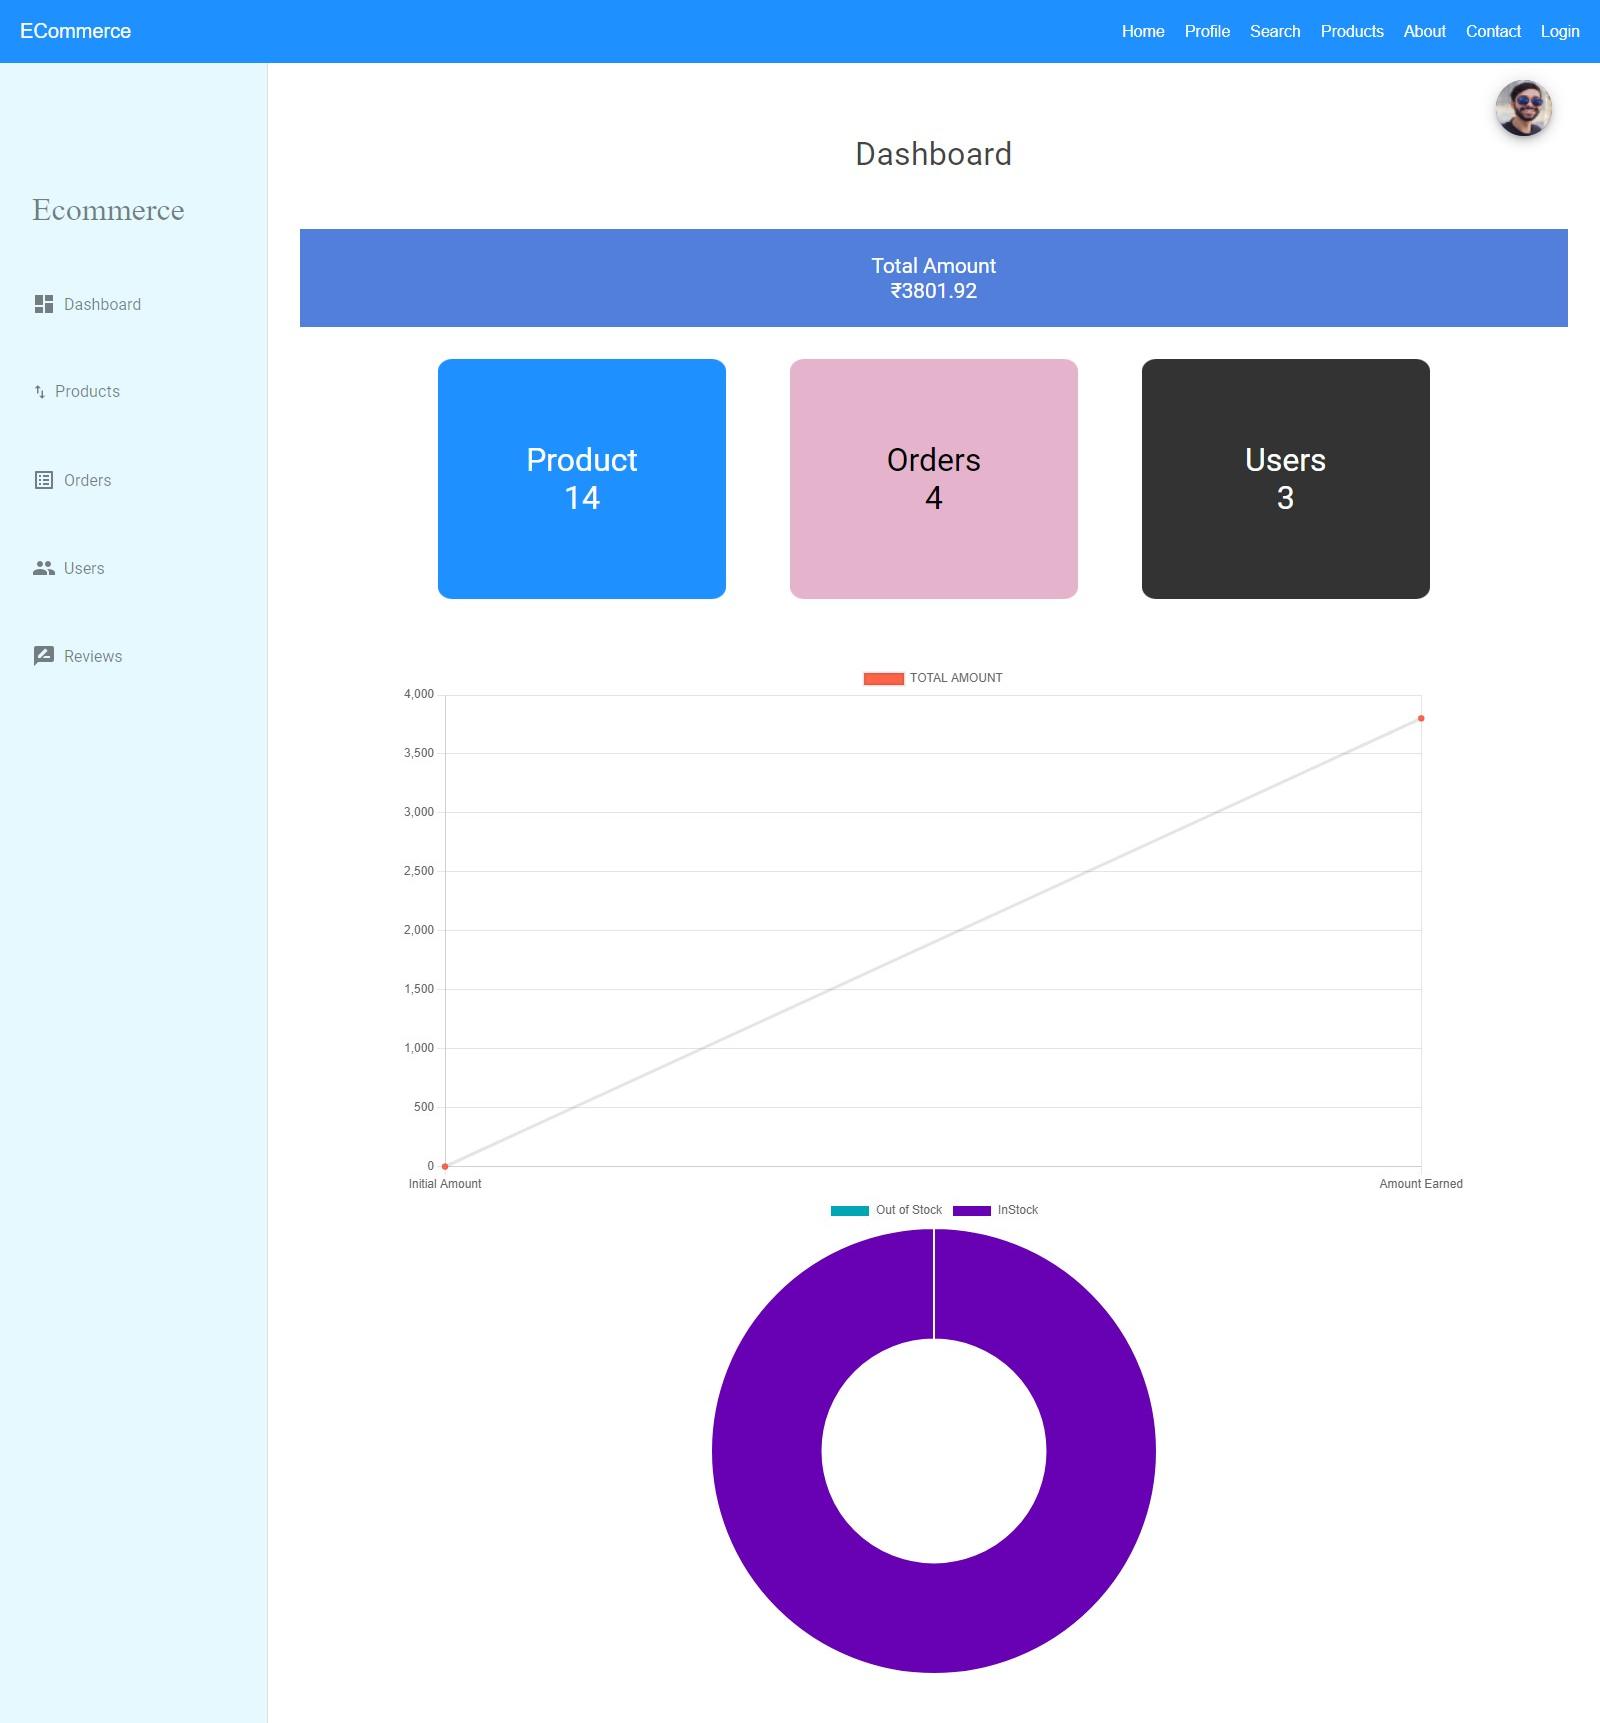 ECommerce
Home Profile Search Products About Contact Login
Ecommerce
Dashboard
Products
Orders
Users
Reviews
Dashboard
Total Amount
₹3801.92
Product
14
Orders
4
Users
3
TOTAL AMOUNT
4,000
3,500
3,000
2,500
2,000
1,500
1,000
500
0
Initial Amount Amount Earned
Out of Stock InStock